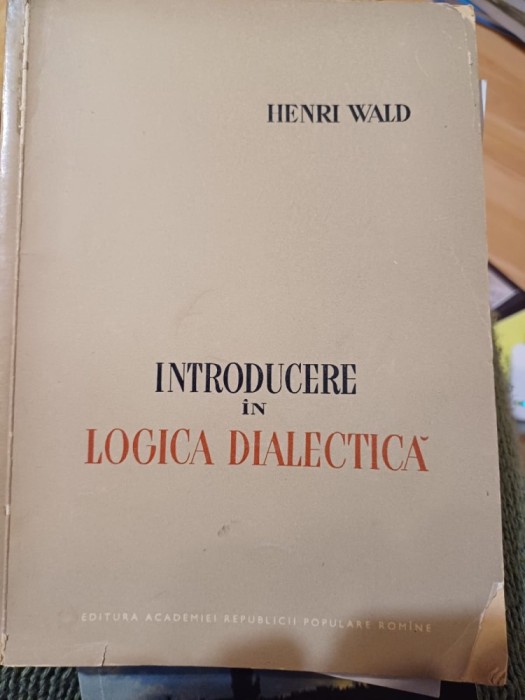 HENRI WALD
INTRODUCERE
ÎN
LOGICA DIALECTICĂ
EDITURA ACADEMIEI REPUBLICII POPULARE ROMÎNE